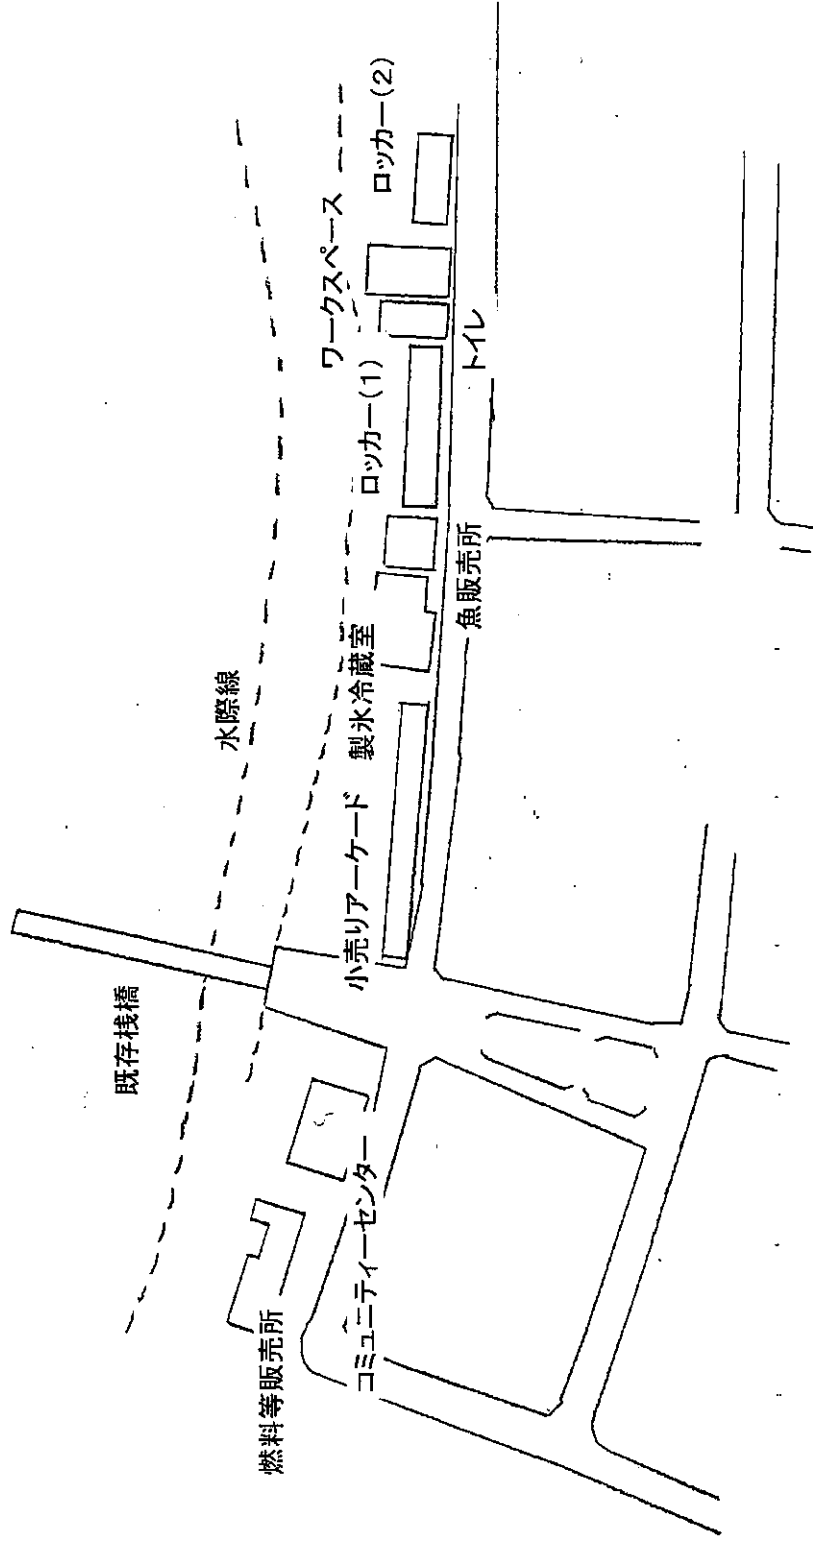 水際線
既存桟橋
燃料等販売所
コミュニティーセンター
小売りアーケード
製氷冷蔵室
魚販売所
ロッカー(1)
トイレ
ワークスペース
ロッカー(2)